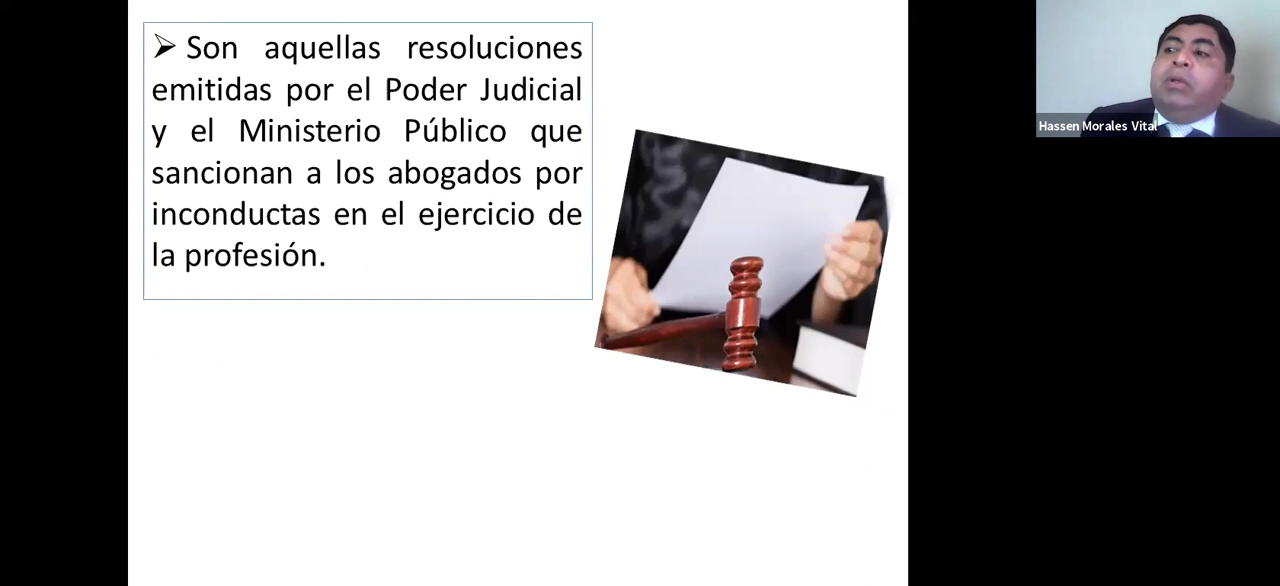 ➢ Son aquellas resoluciones
emitidas por el Poder Judicial
y el Ministerio Público que
sancionan a los abogados por
inconductas en el ejercicio de
la profesión.
Hassen Morales Vital